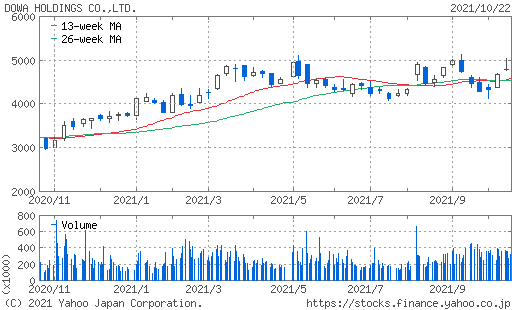 DOWA HOLDINGS CO.,LTD. 2021/10/22
6000
13-week MA
26-week MA
5000
4000
3000
2000
2020/11 2021/1 2021/3 2021/5 2021/7 2021/9
800
Volume
600
400
200
0
(x1000)
2020/11 2021/1 2021/3 2021/5 2021/7 2021/9
(C) 2021 Yahoo Japan Corporation. https://stocks.finance.yahoo.co.jp/